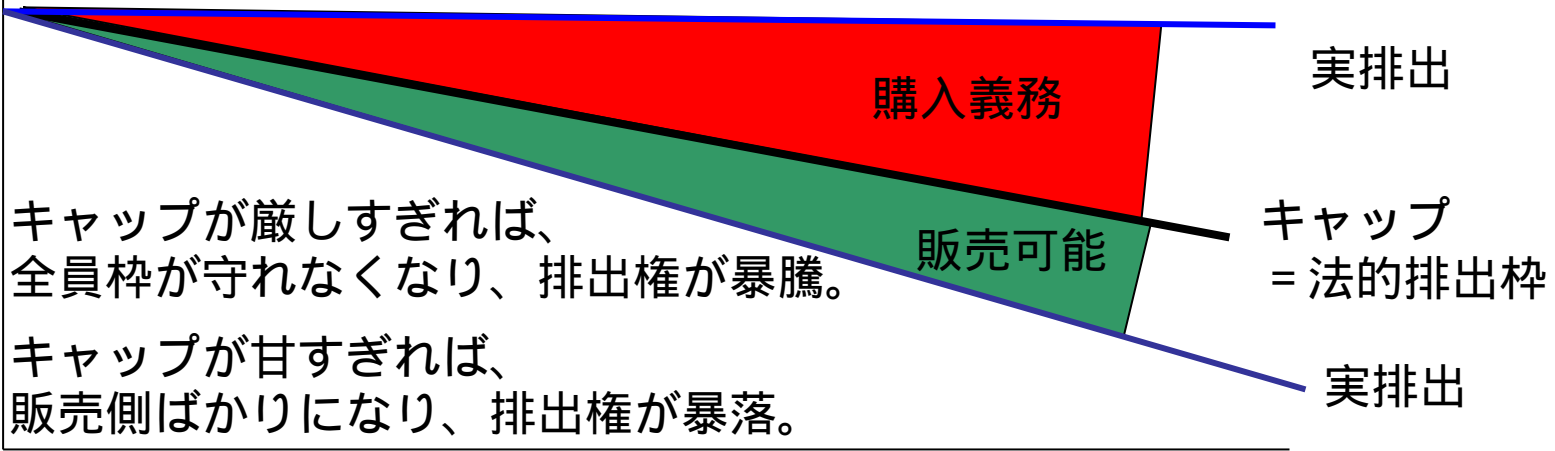 実排出
購入義務
キャップが厳しすぎれば、
全員枠が守れなくなり、排出権が暴騰。
販売可能
キャップ
=法的排出枠
キャップが甘すぎれば、
販売側ばかりになり、排出権が暴落。
実排出